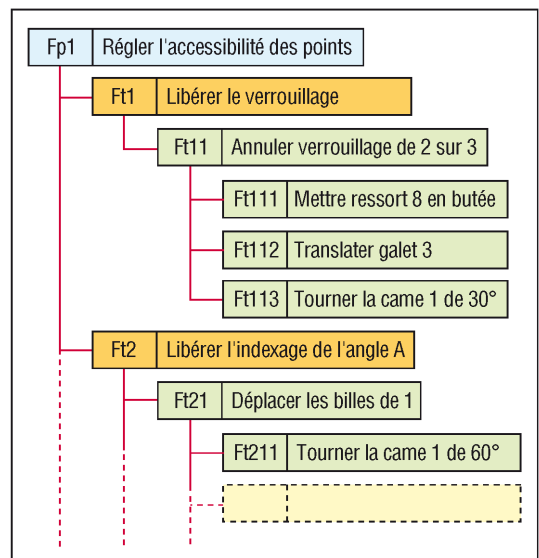 Fp1 Régler l'accessibilité des points
Ft1 Libérer le verrouillage
Ft11 Annuler verrouillage de 2 sur 3
Ft111 Mettre ressort 8 en butée
Ft112 Translater galet 3
Ft113 Tourner la came 1 de 30°
Ft2 Libérer l'indexage de l'angle A
Ft21 Déplacer les billes de 1
Ft211 Tourner la came 1 de 60°